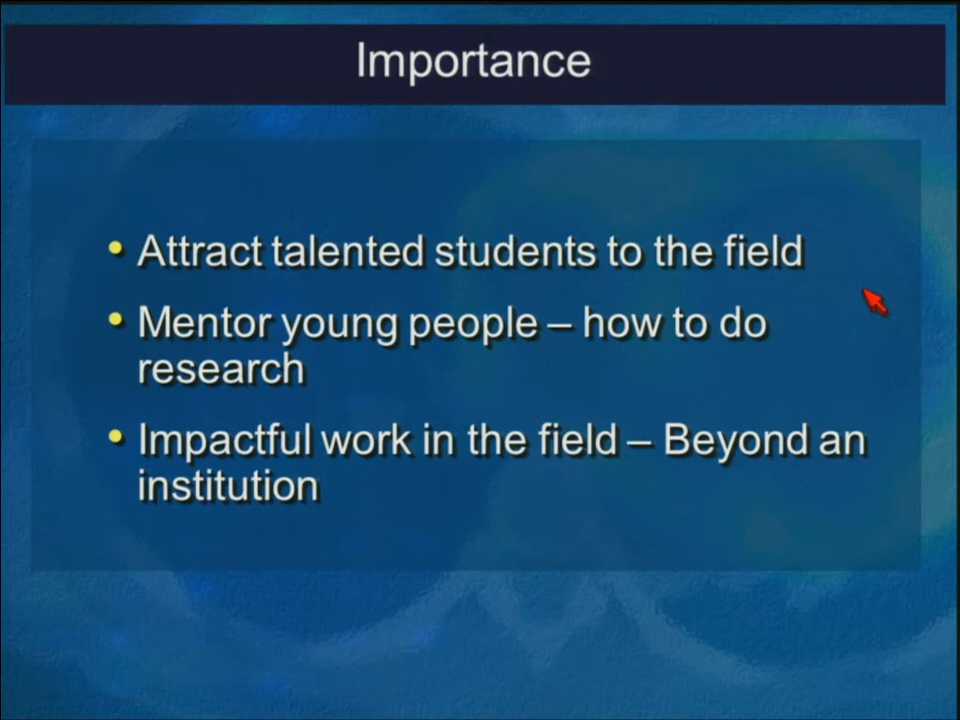 Importance
• Attract talented students to the field
• Mentor young people – how to do
research
• Impactful work in the field – Beyond an
institution